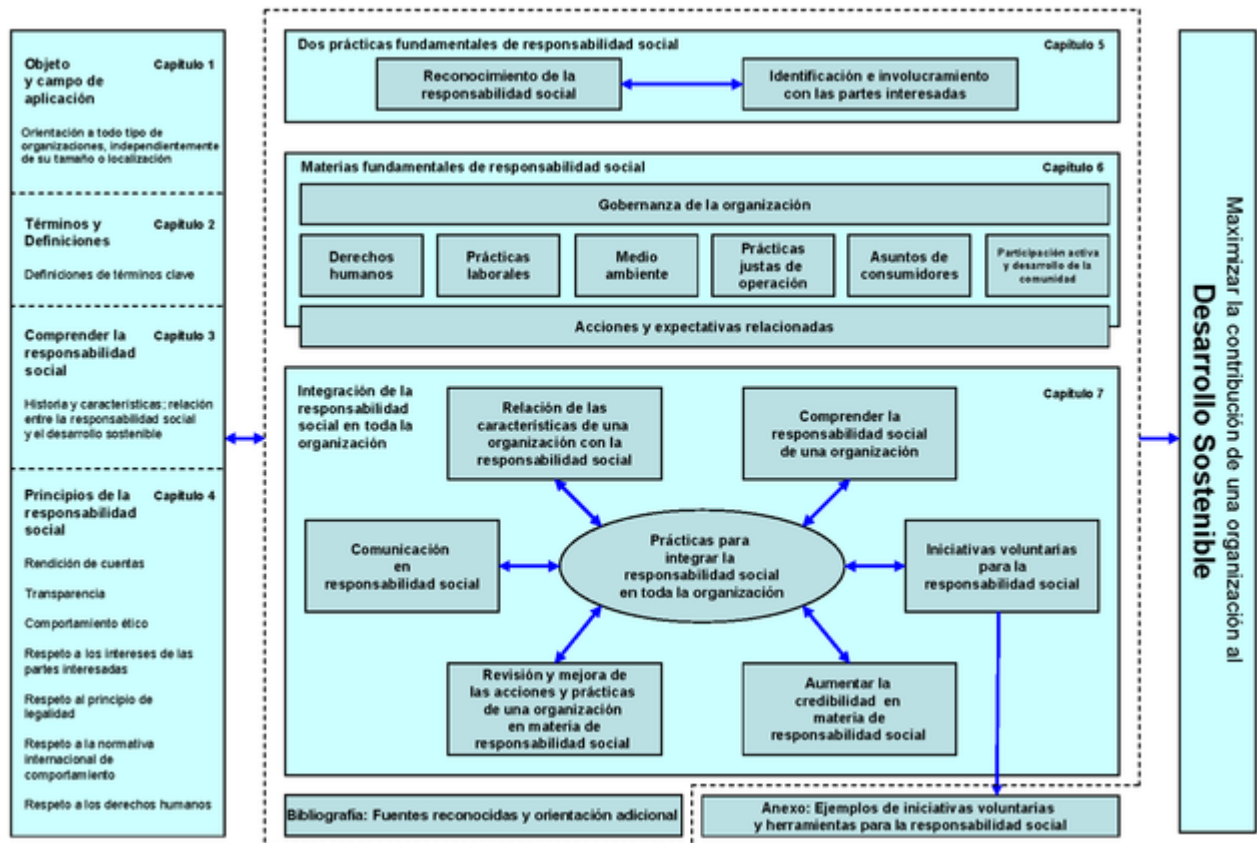 Objeto Capítulo 1
y campo de
aplicación
Orientación a todo tipo de
organizaciones, independientemente
de su tamaño o localización
Términos y Capítulo 2
Definiciones
Definiciones de términos clave
Comprender la Capítulo 3
responsabilidad
social
Historia y características; relación
entre la responsabilidad social
y el desarrollo sostenible
Principios de la Capítulo 4
responsabilidad
social
Rendición de cuentas
Transparencia
Comportamiento ético
Respeto a los intereses de las
partes interesadas
Respeto al principio de
legalidad
Respeto a la normativa
internacional de
comportamiento
Respeto a los derechos humanos
Dos prácticas fundamentales de responsabilidad social Capítulo 5
Reconocimiento de la
responsabilidad social
Identificación e involucramiento
con las partes interesadas
Materias fundamentales de responsabilidad social Capítulo 6
Gobernanza de la organización
Derechos
humanos
Prácticas
laborales
Medio
ambiente
Prácticas
justas de
operación
Asuntos de
consumidores
Participación activa
y desarrollo de la
comunidad
Acciones y expectativas relacionadas
Integración de la
responsabilidad
social en toda la
organización
Capítulo 7
Relación de las
características de una
organización con la
responsabilidad social
Comprender la
responsabilidad social
de una organización
Comunicación
en
responsabilidad social
Prácticas para
integrar la
responsabilidad social
en toda la organización
Iniciativas voluntarias
para la
responsabilidad social
Revisión y mejora de
las acciones y prácticas
de una organización
en materia de
responsabilidad social
Aumentar la
credibilidad en
materia de
responsabilidad social
Bibliografía: Fuentes reconocidas y orientación adicional
Anexo: Ejemplos de iniciativas voluntarias
y herramientas para la responsabilidad social
Maximizar la contribución de una organización al
Desarrollo Sostenible